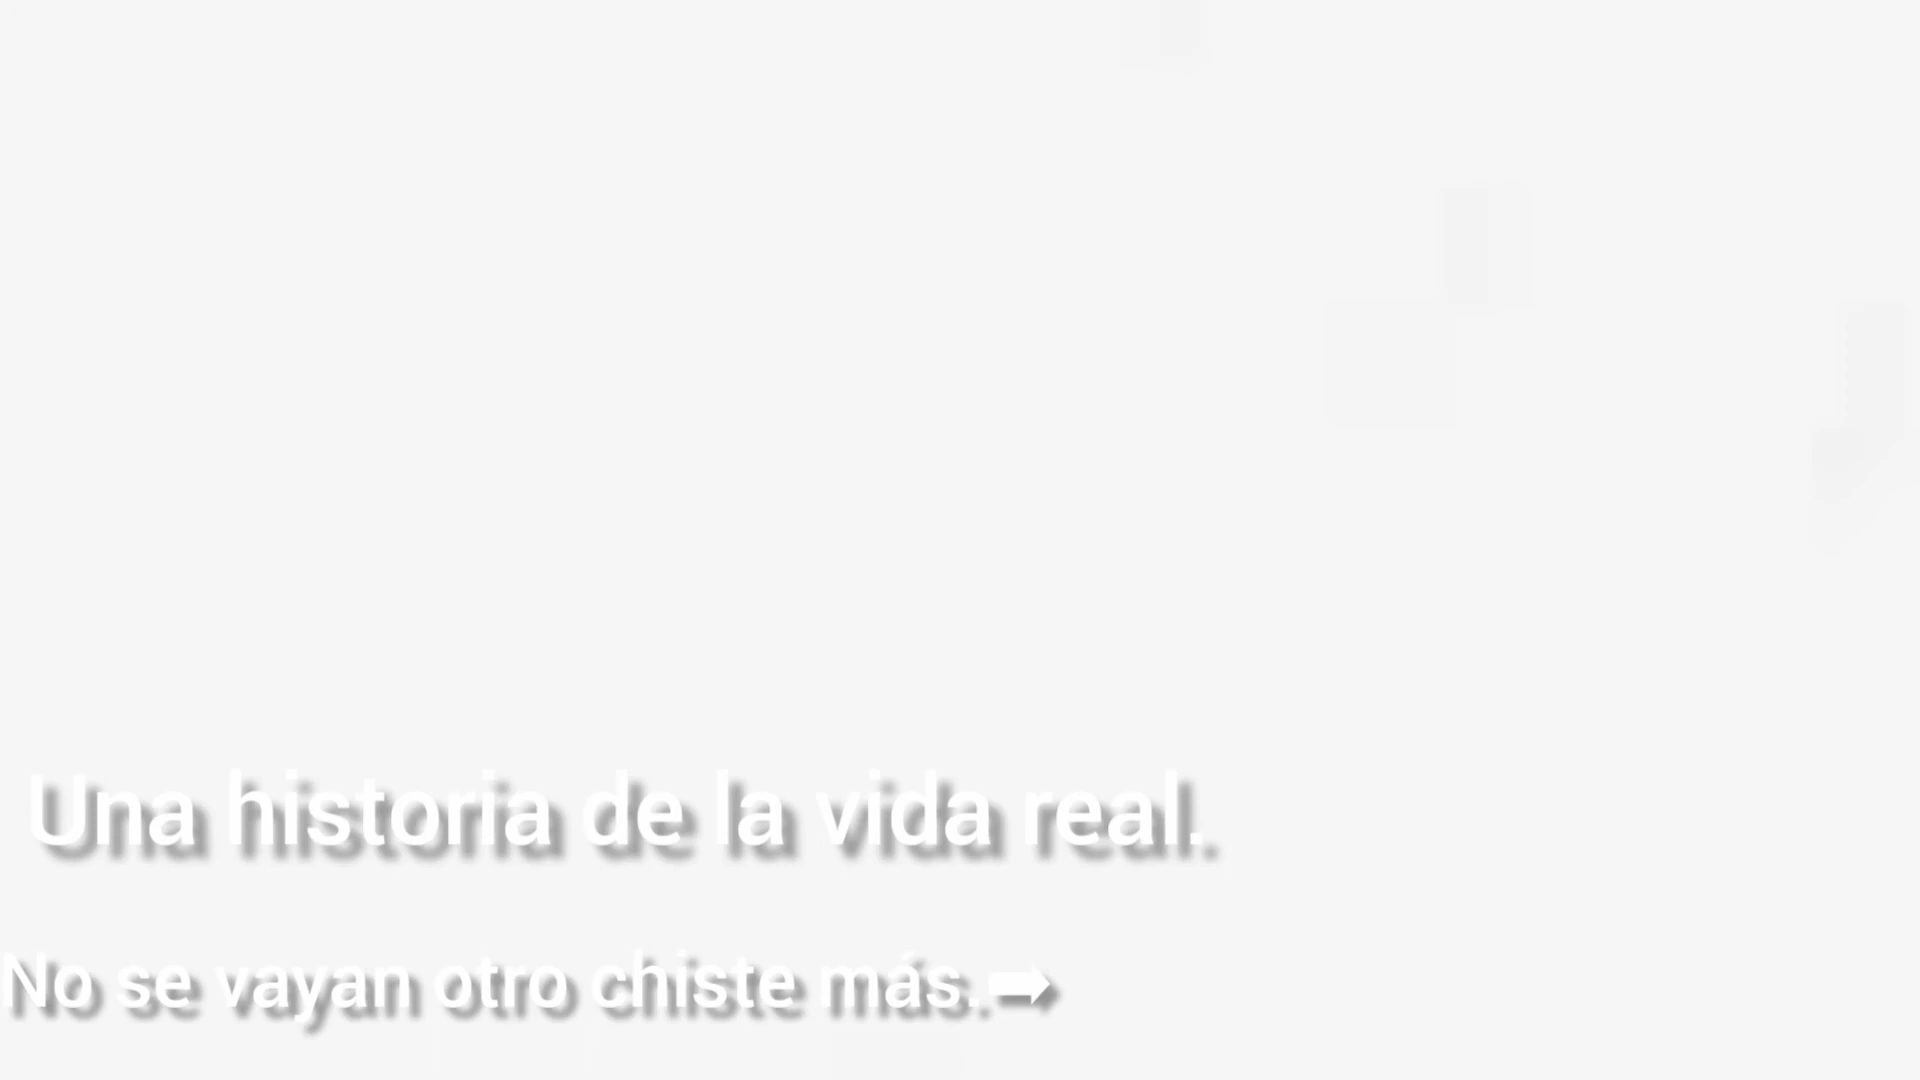 Una historia de la vida real.
No se vayan otro chiste más.➡